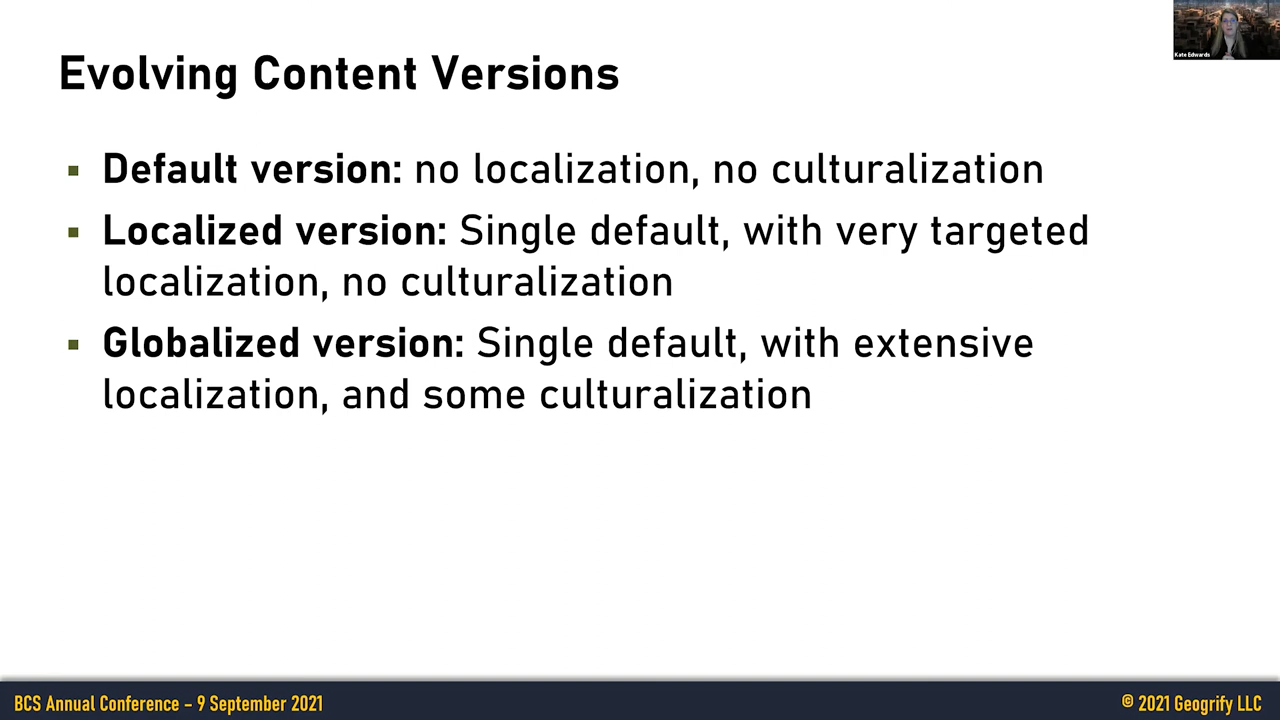 Evolving Content Versions
Kate Edwards
▪ Default version: no localization, no culturalization
▪ Localized version: Single default, with very targeted
localization, no culturalization
▪ Globalized version: Single default, with extensive
localization, and some culturalization
BCS Annual Conference – 9 September 2021
© 2021 Geogrify LLC